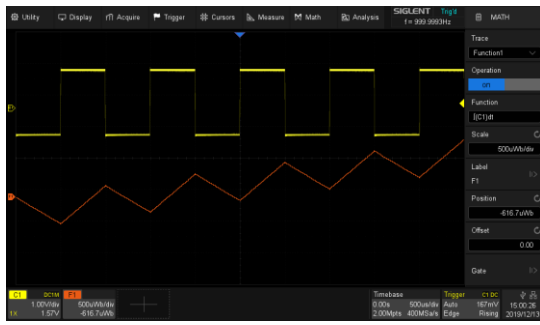 Utility Display Acquire Trigger Cursors Measure Math Analysis
SIGLENT Trig'd
f = 999.9993Hz
MATH
Trace
Function1
Operation
on
Function
∫(C1)dt
Scale
500uWb/div
Label
F1
Position
-616.7uWb
Offset
0.00
Gate
C1 DC1M
1.00V/div
1X 1.57V
F1
500uWb/div
-616.7uWb
Timebase
0.00s 500us/div
2.00Mpts 400MSa/s
Trigger C1 DC
Auto 167mV
Edge Rising
15:00:26
2019/12/13